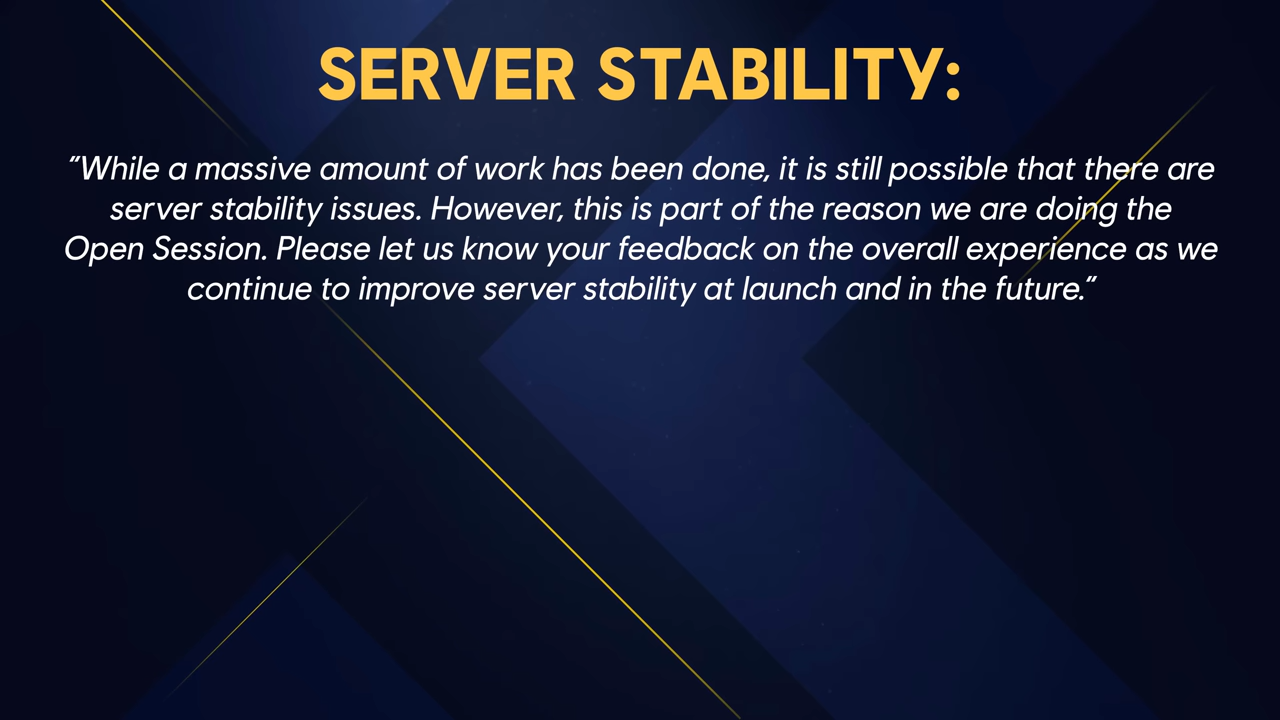 SERVER STABILITY:
"While a massive amount of work has been done, it is still possible that there are
server stability issues. However, this is part of the reason we are doing the
Open Session. Please let us know your feedback on the overall experience as we
continue to improve server stability at launch and in the future."